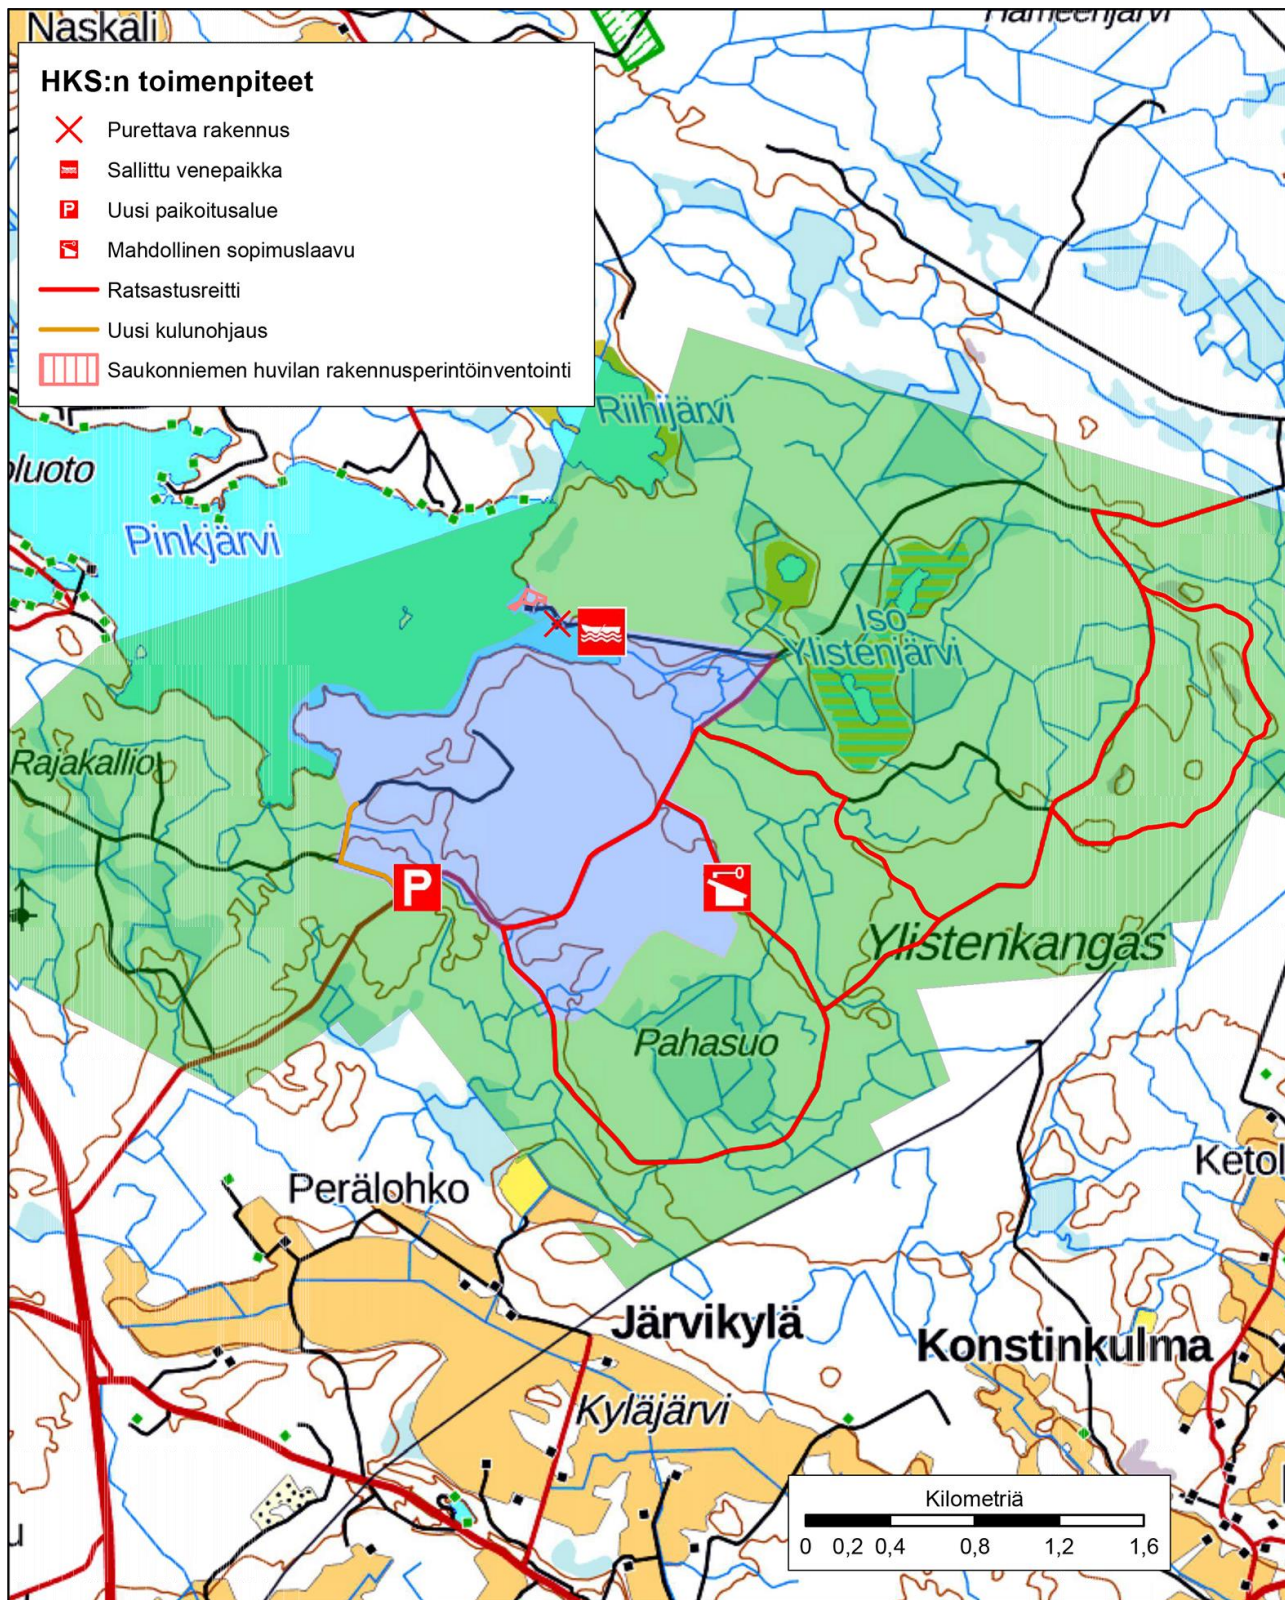 Naskali
Hämeenjärvi
HKS:n toimenpiteet
Purettava rakennus
Sallittu venepaikka
P Uusi paikoitusalue
Mahdollinen sopimuslaavu
Ratsastusreitti
Uusi kulunohjaus
Saukonniemen huvilan rakennusperintöinventointi
Riihijärvi
oluoto
Pinkjärvi
Iso
Ylistenjärvi
Rajakallio
P
Ylistenkangas
Pahasuo
Perälohko
Ketol
Järvikylä
Konstinkulma
Kyläjärvi
Kilometriä
0 0,2 0,4 0,8 1,2 1,6
u